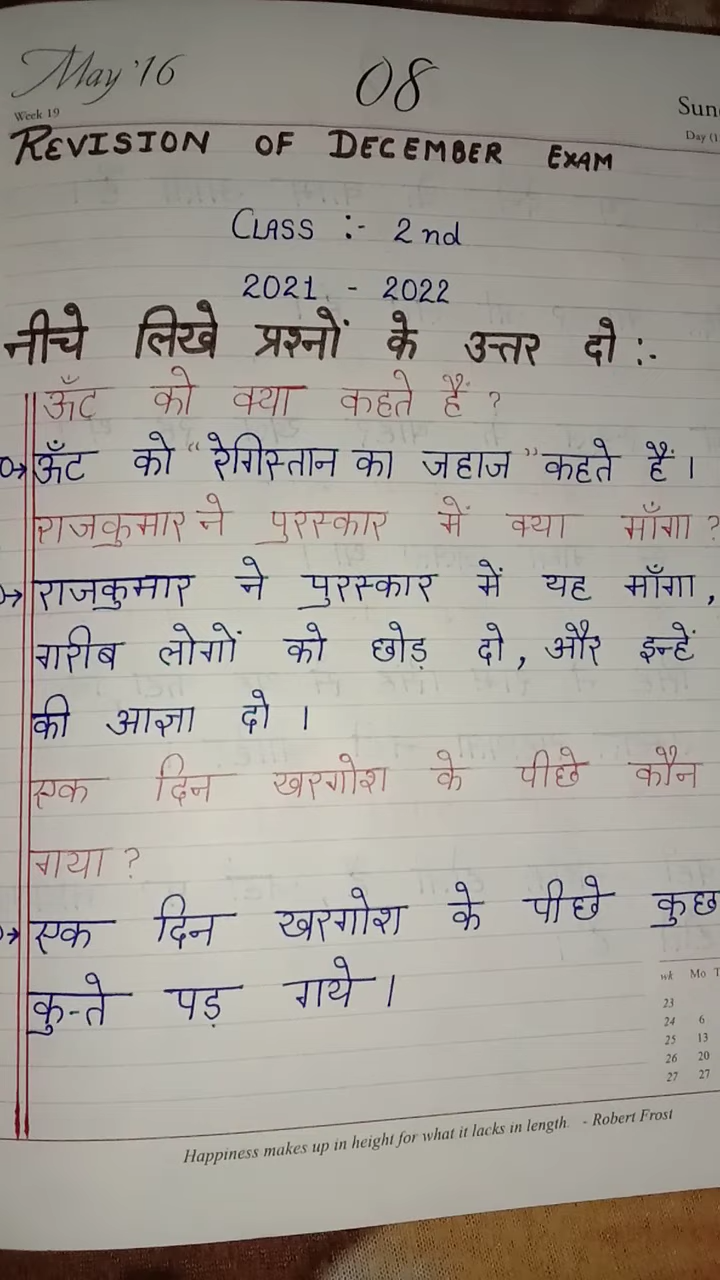 May '16 08 Sun
Week 19 Day (1
REVISION OF DECEMBER EXAM
CLASS :- 2nd
2021 - 2022
नीचे लिखे प्रश्नों के उत्तर दो :-
ऊँट को क्या कहते हैं ?
ऊँट को "रेगिस्तान का जहाज" कहते हैं ।
राजकुमार ने पुरस्कार में क्या माँगा ?
राजकुमार ने पुरस्कार में यह माँगा ,
गरीब लोगों को छोड़ दो , और इन्हें
की आज्ञा दो ।
एक दिन खरगोश के पीछे कौन
गया ?
एक दिन खरगोश के पीछे कुछ
कुत्ते पड़ गये ।
wk Mo T
23
24 6
25 13
26 20
27 27
Happiness makes up in height for what it lacks in length. - Robert Frost